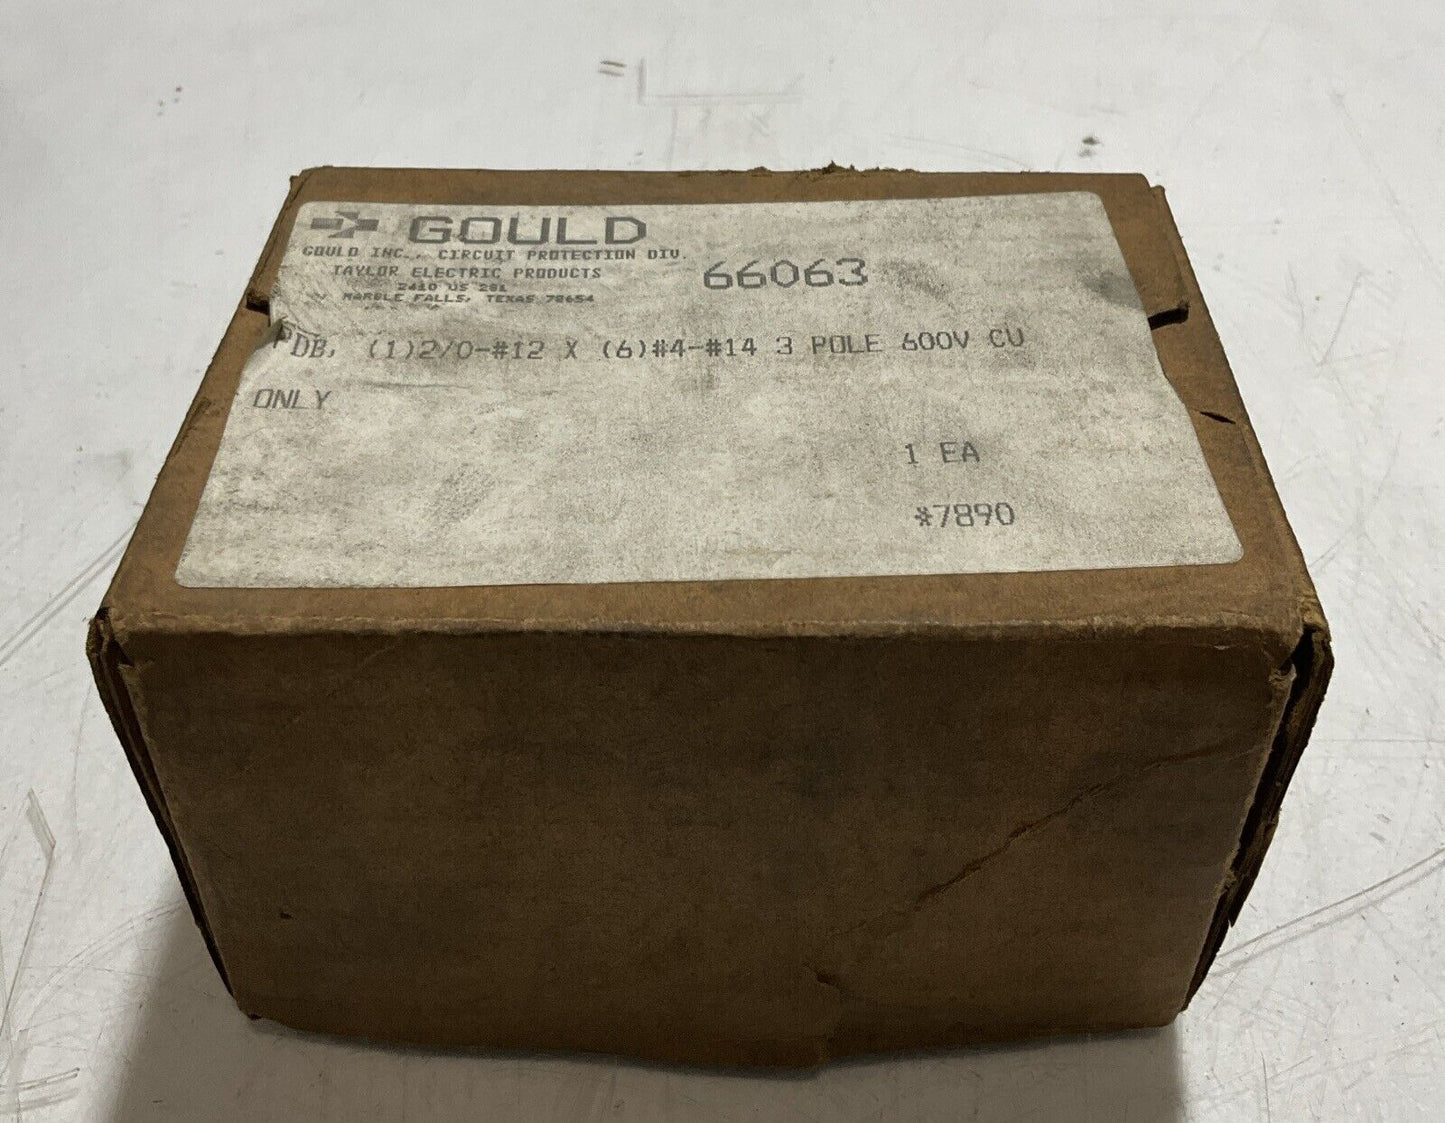 GOULD
GOULD INC., CIRCUIT PROTECTION DIV.
TAYLOR ELECTRIC PRODUCTS
2410 US 281
MARBLE FALLS, TEXAS 78654
66063
PDB, (1)2/0-#12 X (6)#4-#14 3 POLE 600V CU
ONLY
1 EA
*7890